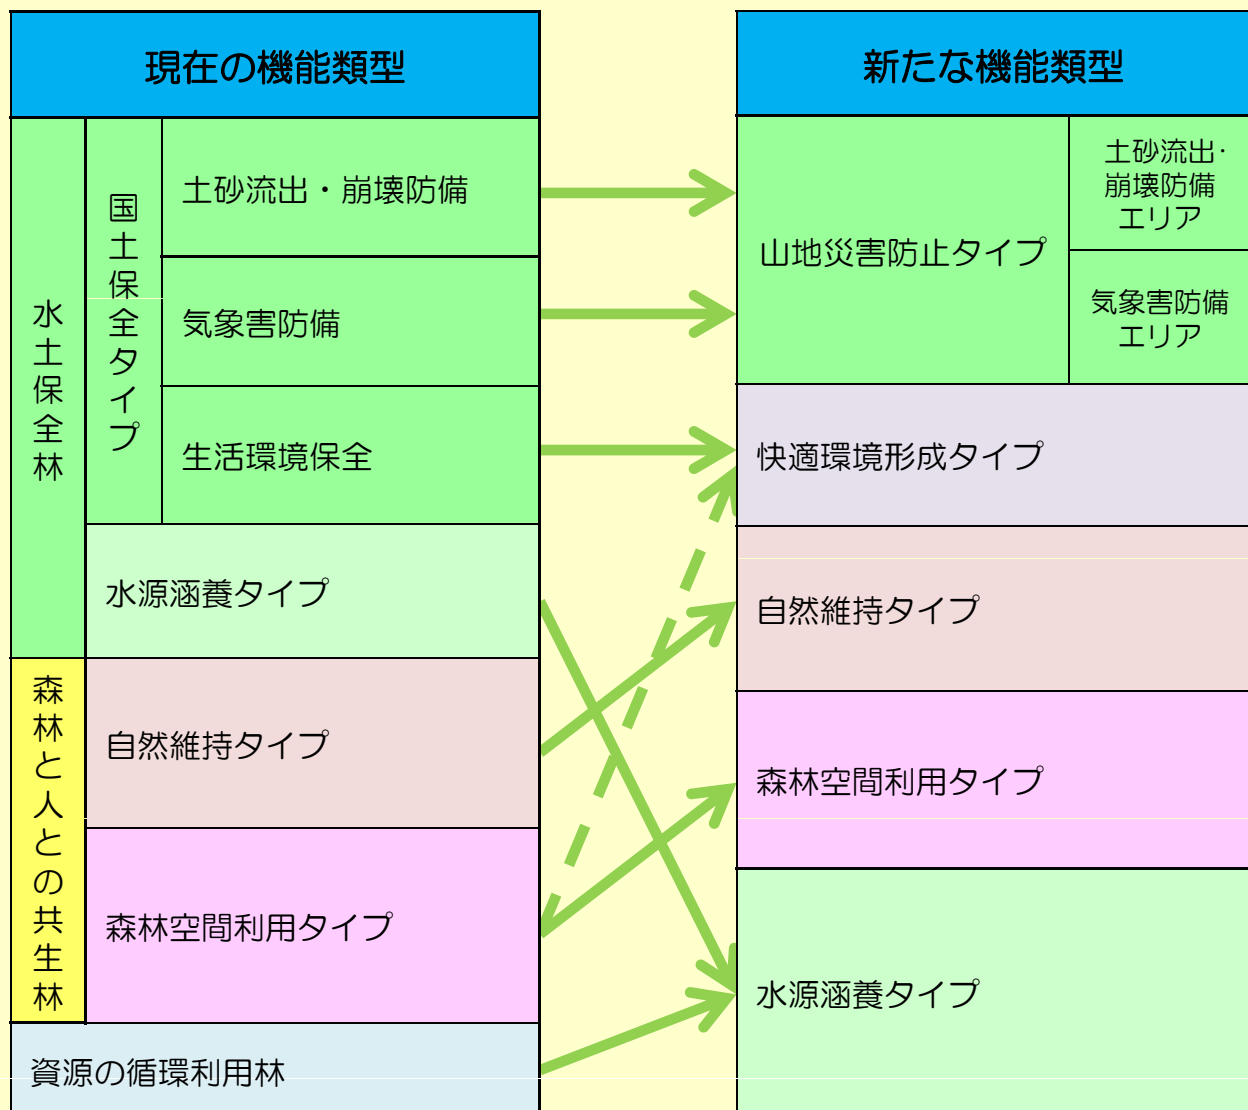 現在の機能類型
水土保全林
国土保全タイプ
土砂流出・崩壊防備
気象害防備
生活環境保全
水源涵養タイプ
森林と人との共生林
自然維持タイプ
森林空間利用タイプ
資源の循環利用林
新たな機能類型
山地災害防止タイプ
土砂流出・
崩壊防備
エリア
気象害防備
エリア
快適環境形成タイプ
自然維持タイプ
森林空間利用タイプ
水源涵養タイプ